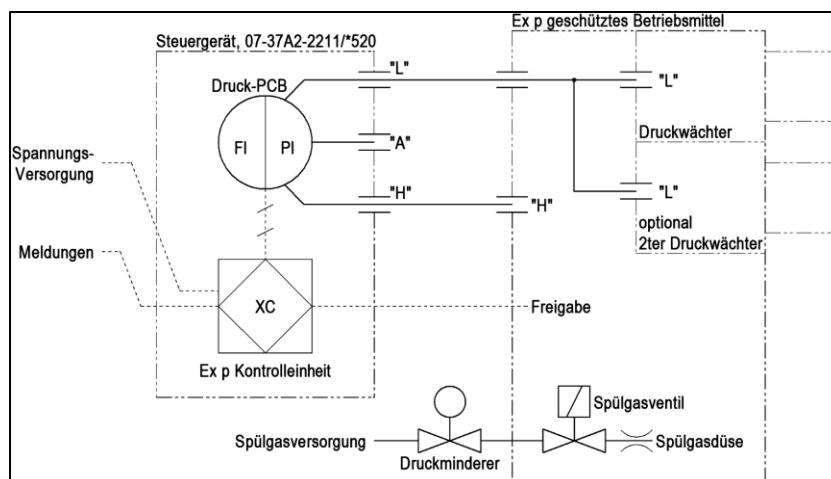 Ex p geschütztes Betriebsmittel
Steuergerät, 07-37A2-2211/*520
Druck-PCB
"L"
"L"
FI
PI
"A"
Druckwächter
Spannungs-
Versorgung
"H"
"H"
"L"
optional
2ter Druckwächter
Meldungen
XC
Freigabe
Ex p Kontrolleinheit
Spülgasventil
Spülgasversorgung
Spülgasdüse
Druckminderer